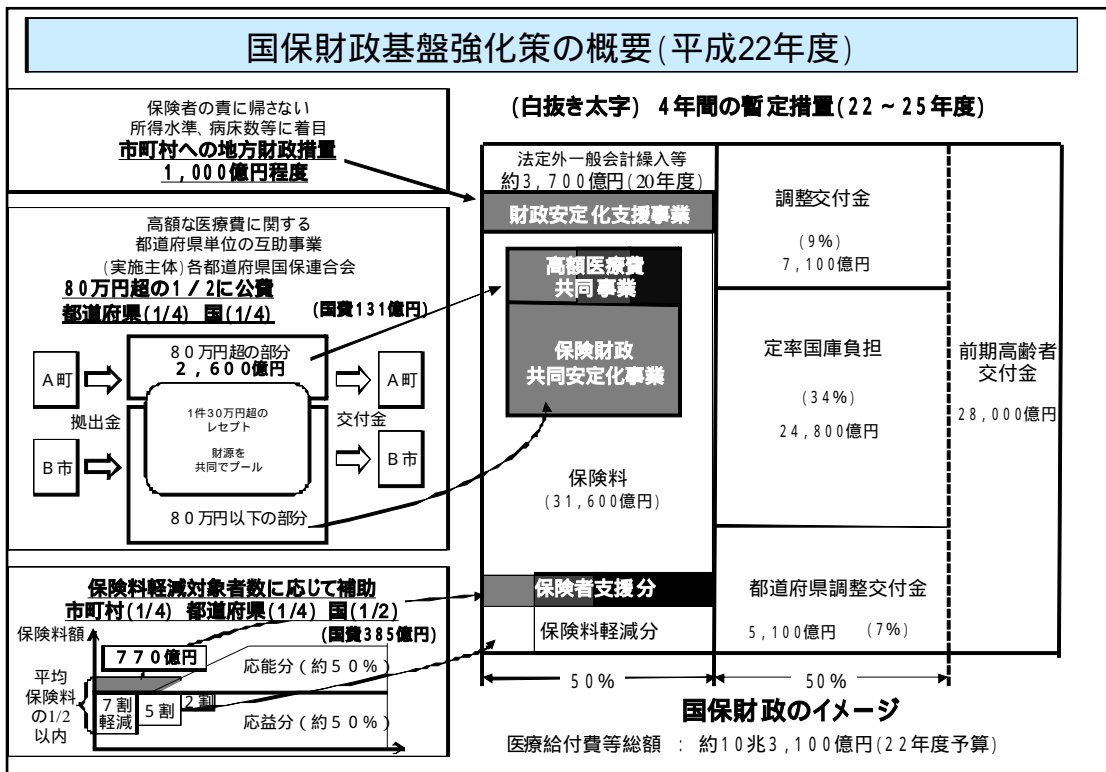 国保財政基盤強化策の概要(平成22年度)
保険者の責に帰さない
所得水準、病床数等に着目
市町村への地方財政措置
1,000億円程度
高額な医療費に関する
都道府県単位の互助事業
(実施主体)各都道府県国保連合会
80万円超の1/2に公費
都道府県(1/4) 国(1/4)
(国費131億円)
80万円超の部分
2,600億円
A町
B市
拠出金
1件30万円超の
レセプト
財源を
共同でプール
80万円以下の部分
交付金
A町
B市
保険料軽減対象者数に応じて補助
市町村(1/4) 都道府県(1/4) 国(1/2)
(国費385億円)
保険料額
770億円
平均
保険料
の1/2
以内
応能分(約50%)
7割
軽減
5割
2割
応益分(約50%)
(白抜き太字) 4年間の暫定措置(22～25年度)
法定外一般会計繰入等
約3,700億円(20年度)
財政安定化支援事業
高額医療費
共同事業
保険財政
共同安定化事業
保険料
(31,600億円)
保険者支援分
保険料軽減分
調整交付金
(9%)
7,100億円
定率国庫負担
(34%)
24,800億円
都道府県調整交付金
5,100億円 (7%)
前期高齢者
交付金
28,000億円
50%
50%
国保財政のイメージ
医療給付費等総額 : 約10兆3,100億円(22年度予算)